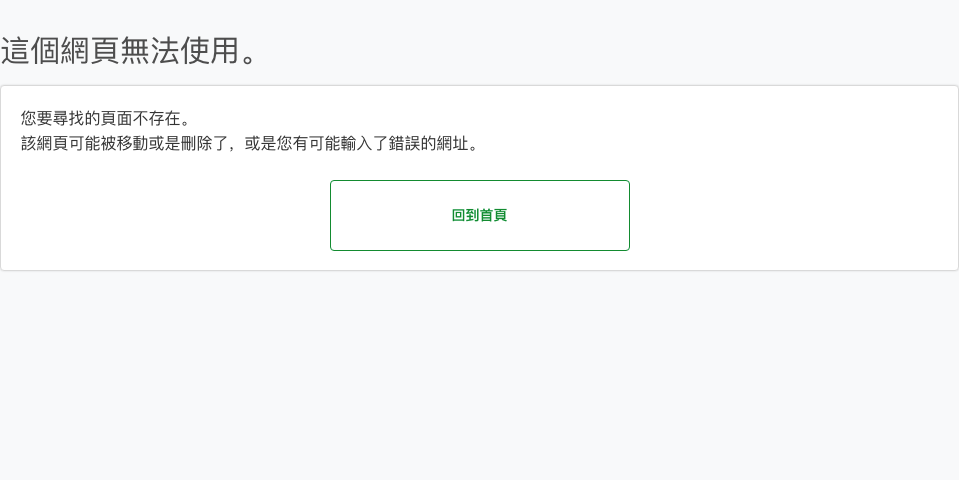 這個網頁無法使用。
您要尋找的頁面不存在。
該網頁可能被移動或是刪除了，或是您有可能輸入了錯誤的網址。
回到首頁